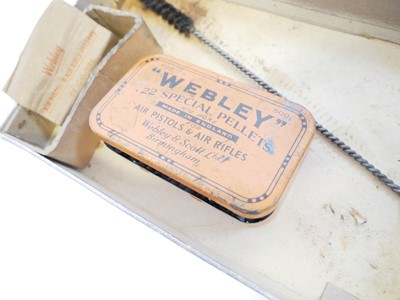 Webley
"WEBLEY"
.22 SPECIAL PELLETS
MADE IN ENGLAND
AIR PISTOLS & AIR RIFLES
Webley & Scott Ltd.
Birmingham.